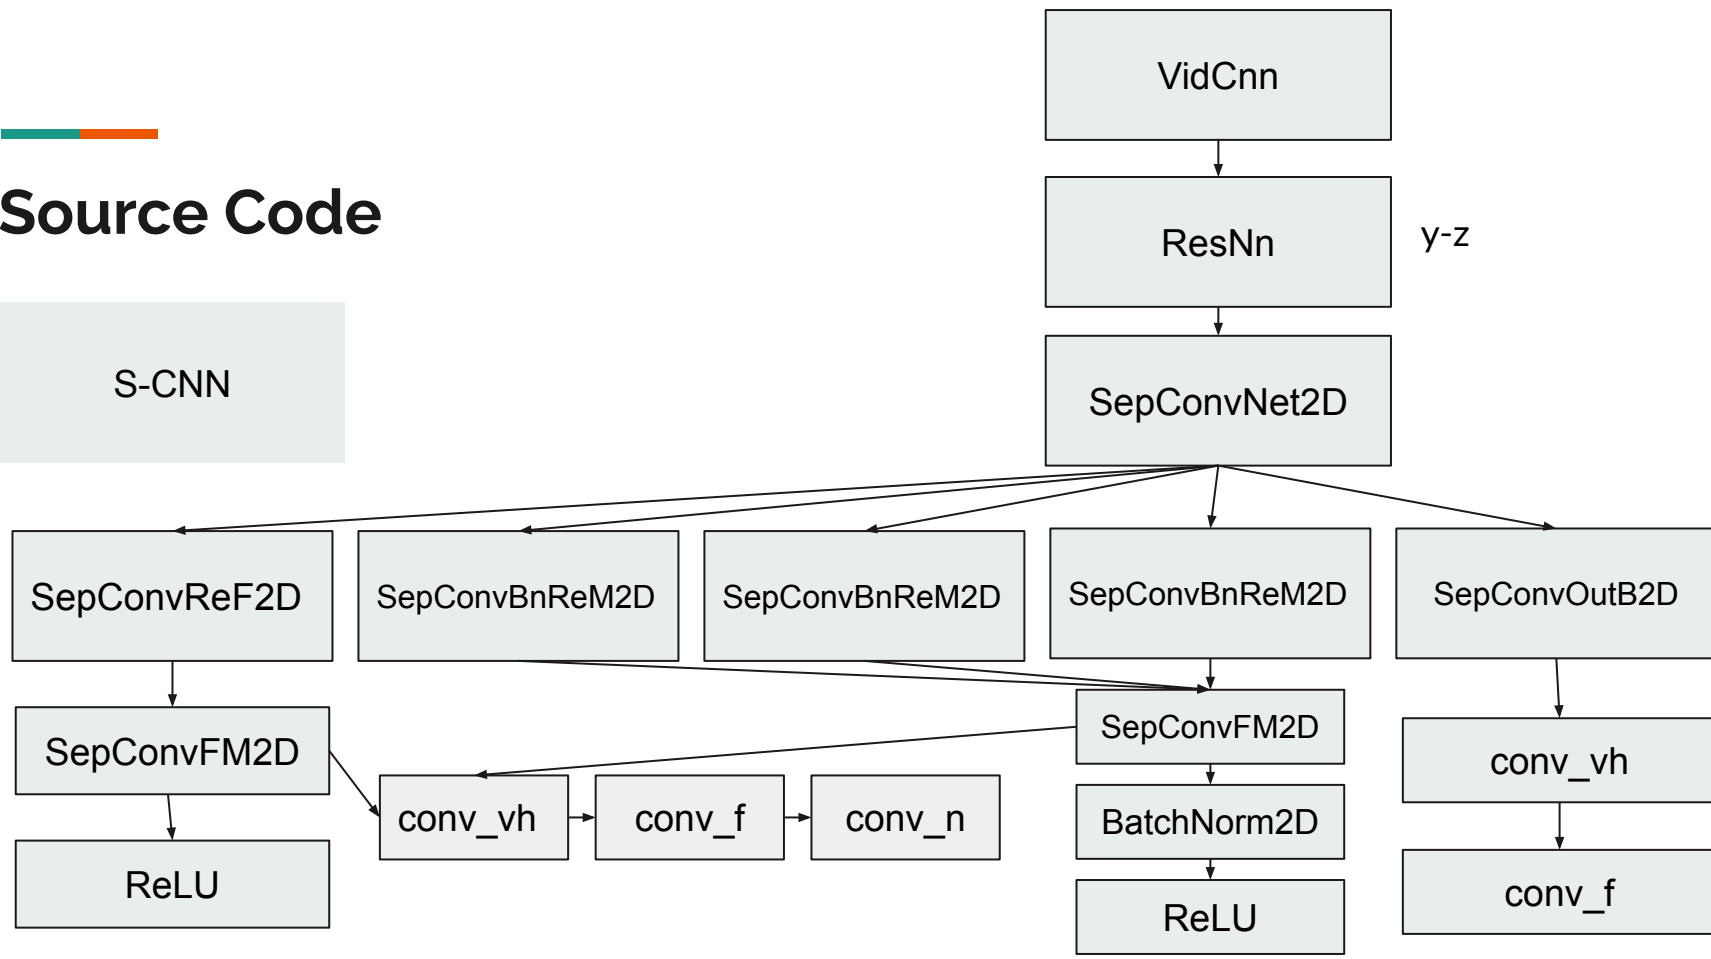 VidCnn
Source Code
ResNn
y-z
S-CNN
SepConvNet2D
SepConvReF2D
SepConvBnReM2D
SepConvBnReM2D
SepConvBnReM2D
SepConvOutB2D
SepConvFM2D
SepConvFM2D
conv_vh
conv_f
conv_n
BatchNorm2D
conv_vh
ReLU
ReLU
conv_f